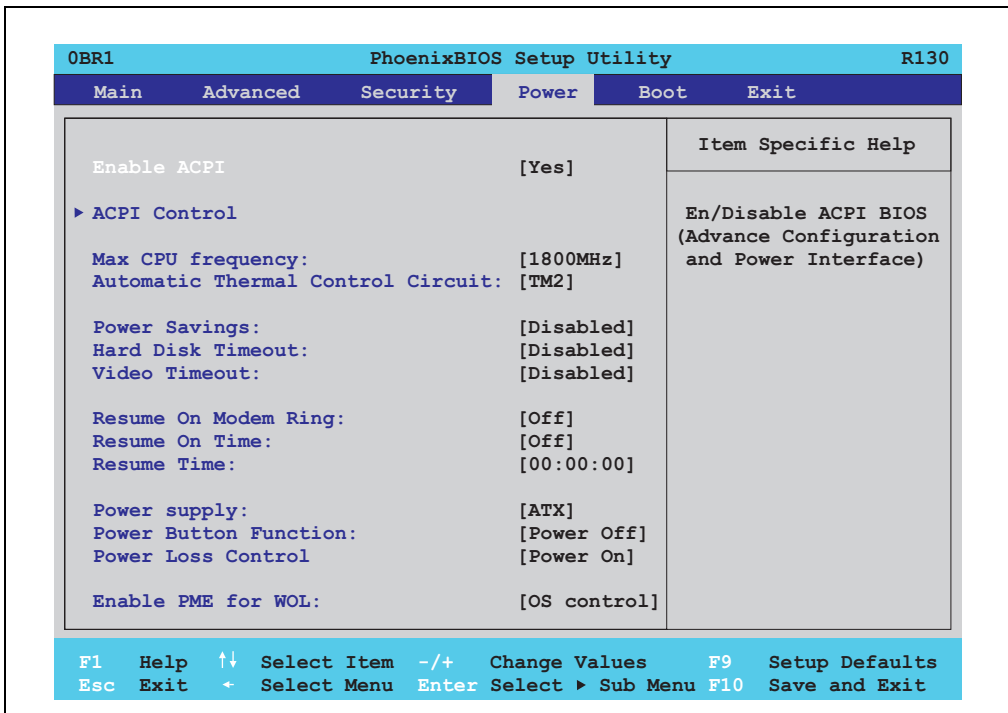 0BR1 PhoenixBIOS Setup Utility R130
Main Advanced Security Power Boot Exit
Item Specific Help
Enable ACPI [Yes]
▶ ACPI Control
En/Disable ACPI BIOS
(Advance Configuration
and Power Interface)
Max CPU frequency: [1800MHz]
Automatic Thermal Control Circuit: [TM2]
Power Savings: [Disabled]
Hard Disk Timeout: [Disabled]
Video Timeout: [Disabled]
Resume On Modem Ring: [Off]
Resume On Time: [Off]
Resume Time: [00:00:00]
Power supply: [ATX]
Power Button Function: [Power Off]
Power Loss Control [Power On]
Enable PME for WOL: [OS control]
F1 Help ↑↓ Select Item -/+ Change Values F9 Setup Defaults
Esc Exit ← Select Menu Enter Select ▶ Sub Menu F10 Save and Exit